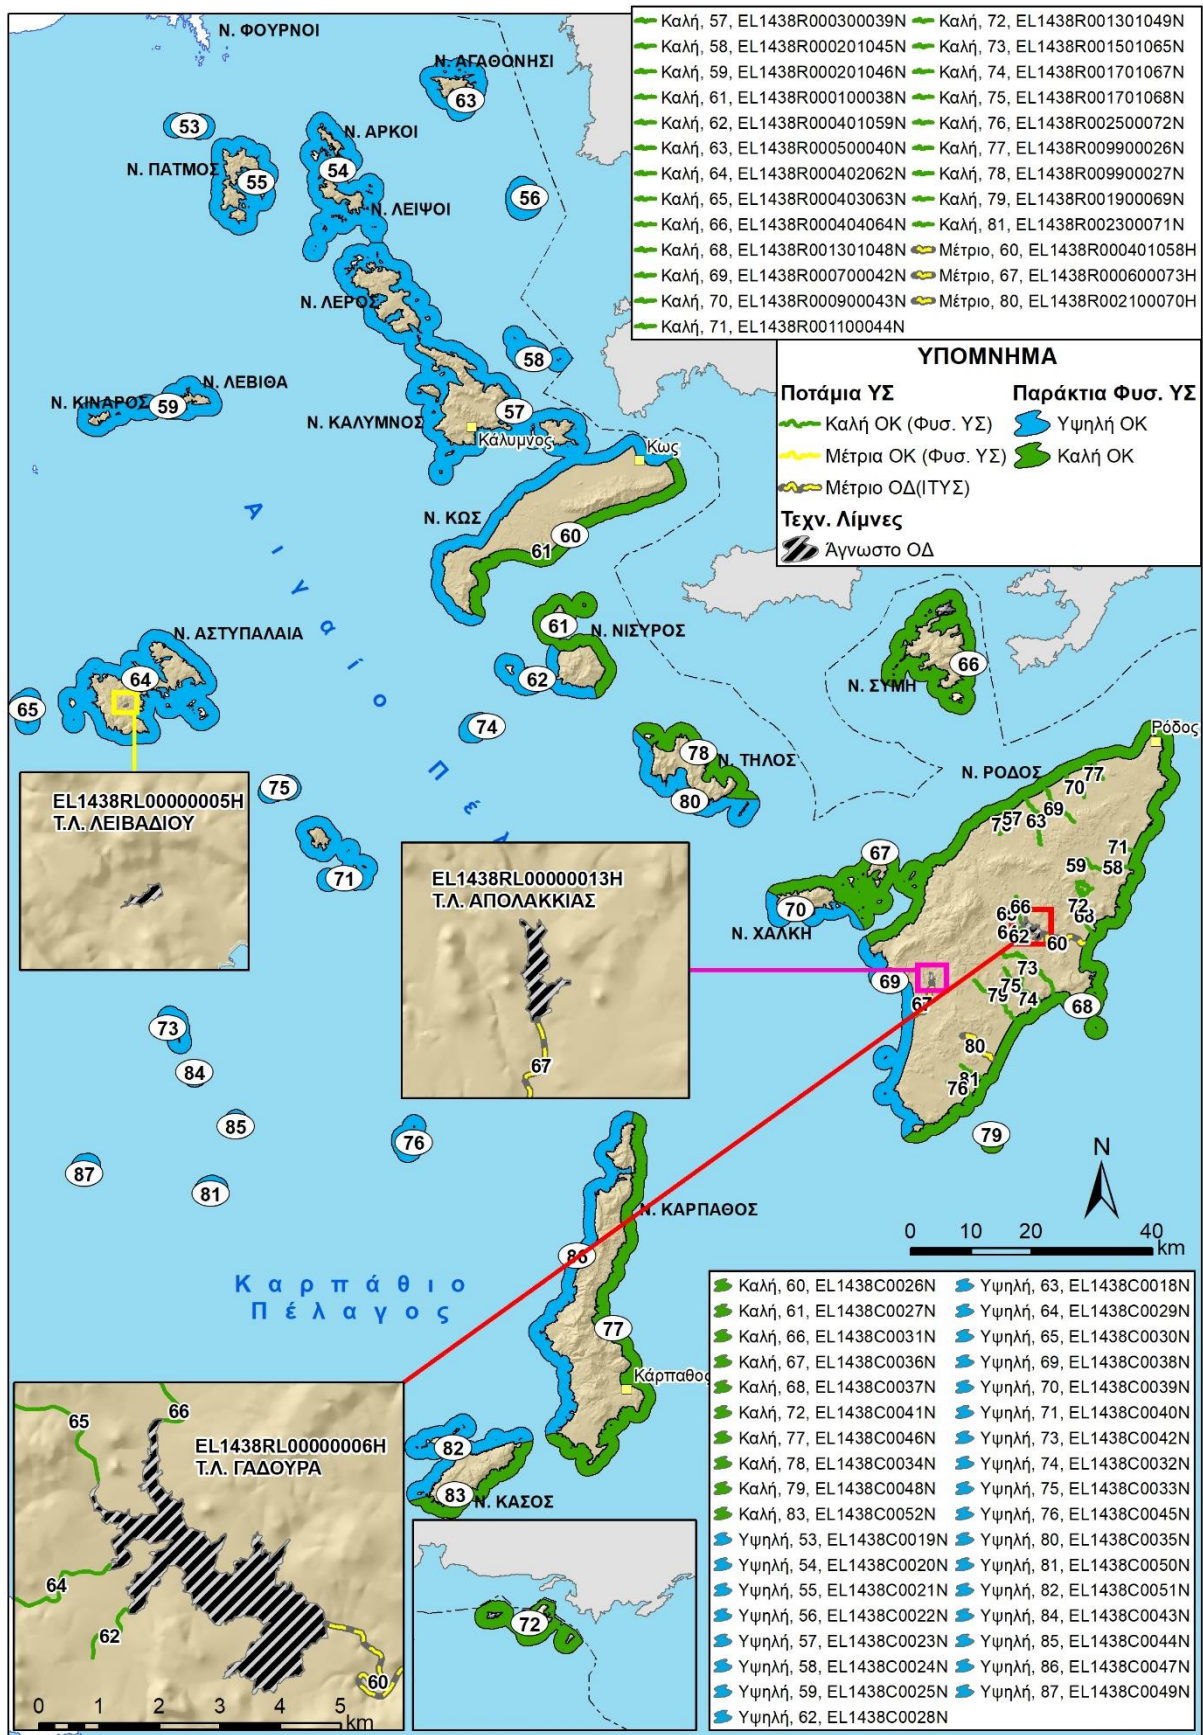 Καλή, 57, EL1438R000300039N
Καλή, 58, EL1438R000201045N
Καλή, 59, EL1438R000201046N
Καλή, 61, EL1438R000100038N
Καλή, 62, EL1438R000401059N
Καλή, 63, EL1438R000500040N
Καλή, 64, EL1438R000402062N
Καλή, 65, EL1438R000403063N
Καλή, 66, EL1438R000404064N
Καλή, 68, EL1438R001301048N
Καλή, 69, EL1438R000700042N
Καλή, 70, EL1438R000900043N
Καλή, 71, EL1438R001100044N
Καλή, 72, EL1438R001301049N
Καλή, 73, EL1438R001501065N
Καλή, 74, EL1438R001701067N
Καλή, 75, EL1438R001701068N
Καλή, 76, EL1438R002500072N
Καλή, 77, EL1438R009900026N
Καλή, 78, EL1438R009900027N
Καλή, 79, EL1438R001900069N
Καλή, 81, EL1438R002300071N
Μέτριο, 60, EL1438R000401058H
Μέτριο, 67, EL1438R000600073H
Μέτριο, 80, EL1438R002100070H
ΥΠΟΜΝΗΜΑ
Ποτάμια ΥΣ
Καλή ΟΚ (Φυσ. ΥΣ)
Μέτρια ΟΚ (Φυσ. ΥΣ)
Μέτριο ΟΔ(ΙΤΥΣ)
Τεχν. Λίμνες
Άγνωστο ΟΔ
Παράκτια Φυσ. ΥΣ
Υψηλή ΟΚ
Καλή ΟΚ
Ν. ΦΟΥΡΝΟΙ
Ν. ΑΓΑΘΟΝΗΣΙ
63
53
Ν. ΑΡΚΟΙ
54
Ν. ΠΑΤΜΟΣ
55
56
Ν. ΛΕΙΨΟΙ
Ν. ΛΕΡΟΣ
58
Ν. ΛΕΒΙΘΑ
Ν. ΚΙΝΑΡΟΣ
59
Ν. ΚΑΛΥΜΝΟΣ
57
Κάλυμνος
Κως
Ν. ΚΩΣ
60
61
Αιγαίο
Πέλ
61
Ν. ΝΙΣΥΡΟΣ
62
Ν. ΑΣΤΥΠΑΛΑΙΑ
64
65
66
Ν. ΣΥΜΗ
74
78
Ν. ΤΗΛΟΣ
80
75
71
EL1438RL00000005H
Τ.Λ. ΛΕΙΒΑΔΙΟΥ
EL1438RL00000013H
Τ.Λ. ΑΠΟΛΑΚΚΙΑΣ
67
Ρόδος
Ν. ΡΟΔΟΣ
77
70
69
57
63
71
59
58
67
70
Ν. ΧΑΛΚΗ
66
72
68
62
60
69
67
73
75
79
74
68
80
81
76
79
73
84
85
87
81
76
N
0 10 20 40
km
Ν. ΚΑΡΠΑΘΟΣ
86
77
Κάρπαθος
Καρπάθιο
Πέλαγος
82
83
Ν. ΚΑΣΟΣ
72
65
66
EL1438RL00000006H
Τ.Λ. ΓΑΔΟΥΡΑ
64
62
60
0 1 2 3 4 5
km
Καλή, 60, EL1438C0026N
Καλή, 61, EL1438C0027N
Καλή, 66, EL1438C0031N
Καλή, 67, EL1438C0036N
Καλή, 68, EL1438C0037N
Καλή, 72, EL1438C0041N
Καλή, 77, EL1438C0046N
Καλή, 78, EL1438C0034N
Καλή, 79, EL1438C0048N
Καλή, 83, EL1438C0052N
Υψηλή, 53, EL1438C0019N
Υψηλή, 54, EL1438C0020N
Υψηλή, 55, EL1438C0021N
Υψηλή, 56, EL1438C0022N
Υψηλή, 57, EL1438C0023N
Υψηλή, 58, EL1438C0024N
Υψηλή, 59, EL1438C0025N
Υψηλή, 62, EL1438C0028N
Υψηλή, 63, EL1438C0018N
Υψηλή, 64, EL1438C0029N
Υψηλή, 65, EL1438C0030N
Υψηλή, 69, EL1438C0038N
Υψηλή, 70, EL1438C0039N
Υψηλή, 71, EL1438C0040N
Υψηλή, 73, EL1438C0042N
Υψηλή, 74, EL1438C0032N
Υψηλή, 75, EL1438C0033N
Υψηλή, 76, EL1438C0045N
Υψηλή, 80, EL1438C0035N
Υψηλή, 81, EL1438C0050N
Υψηλή, 82, EL1438C0051N
Υψηλή, 84, EL1438C0043N
Υψηλή, 85, EL1438C0044N
Υψηλή, 86, EL1438C0047N
Υψηλή, 87, EL1438C0049N